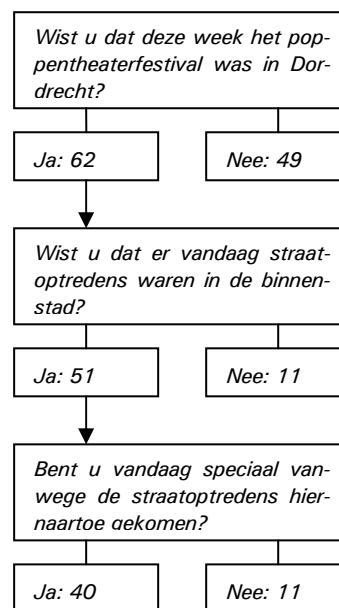 Wist u dat deze week het pop-
pentheaterfestival was in Dor-
drecht?
Ja: 62
Nee: 49
Wist u dat er vandaag straat-
optredens waren in de binnen-
stad?
Ja: 51
Nee: 11
Bent u vandaag speciaal van-
wege de straatoptredens hier-
naartoe gekomen?
Ja: 40
Nee: 11